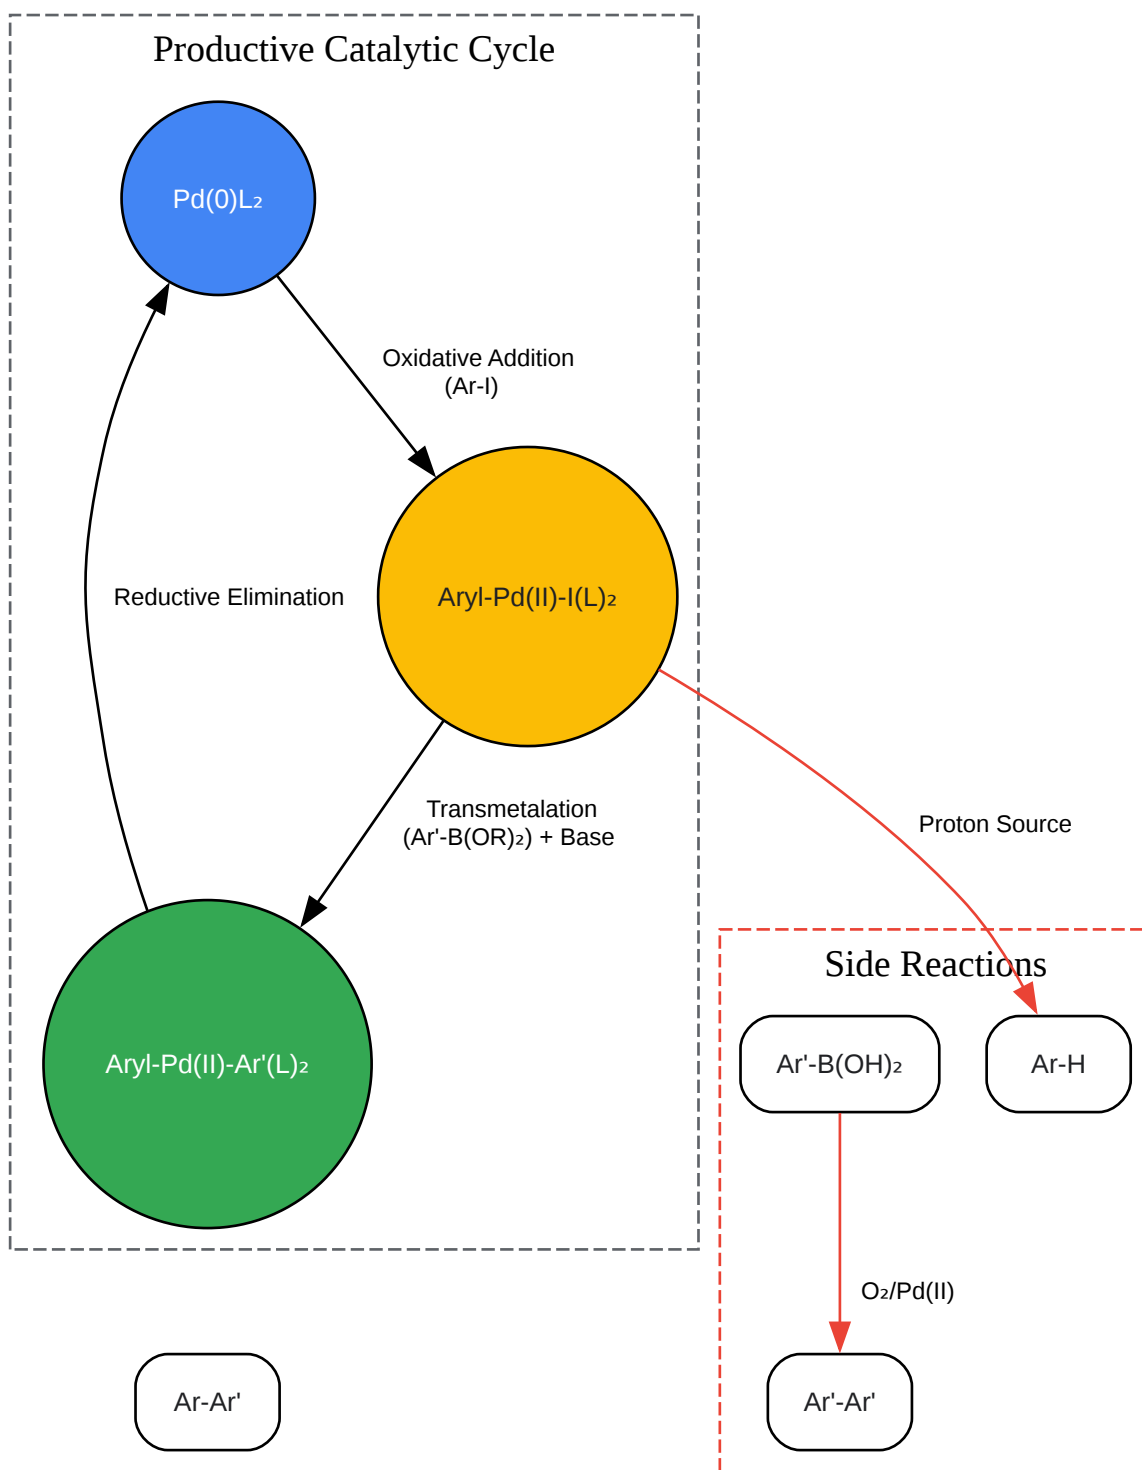 Productive Catalytic Cycle
Pd(0)L₂
Oxidative Addition
(Ar-I)
Aryl-Pd(II)-I(L)₂
Reductive Elimination
Transmetalation
(Ar'-B(OR)₂) + Base
Proton Source
Aryl-Pd(II)-Ar'(L)₂
Side Reactions
Ar'-B(OH)₂
Ar-H
O₂/Pd(II)
Ar-Ar'
Ar'-Ar'